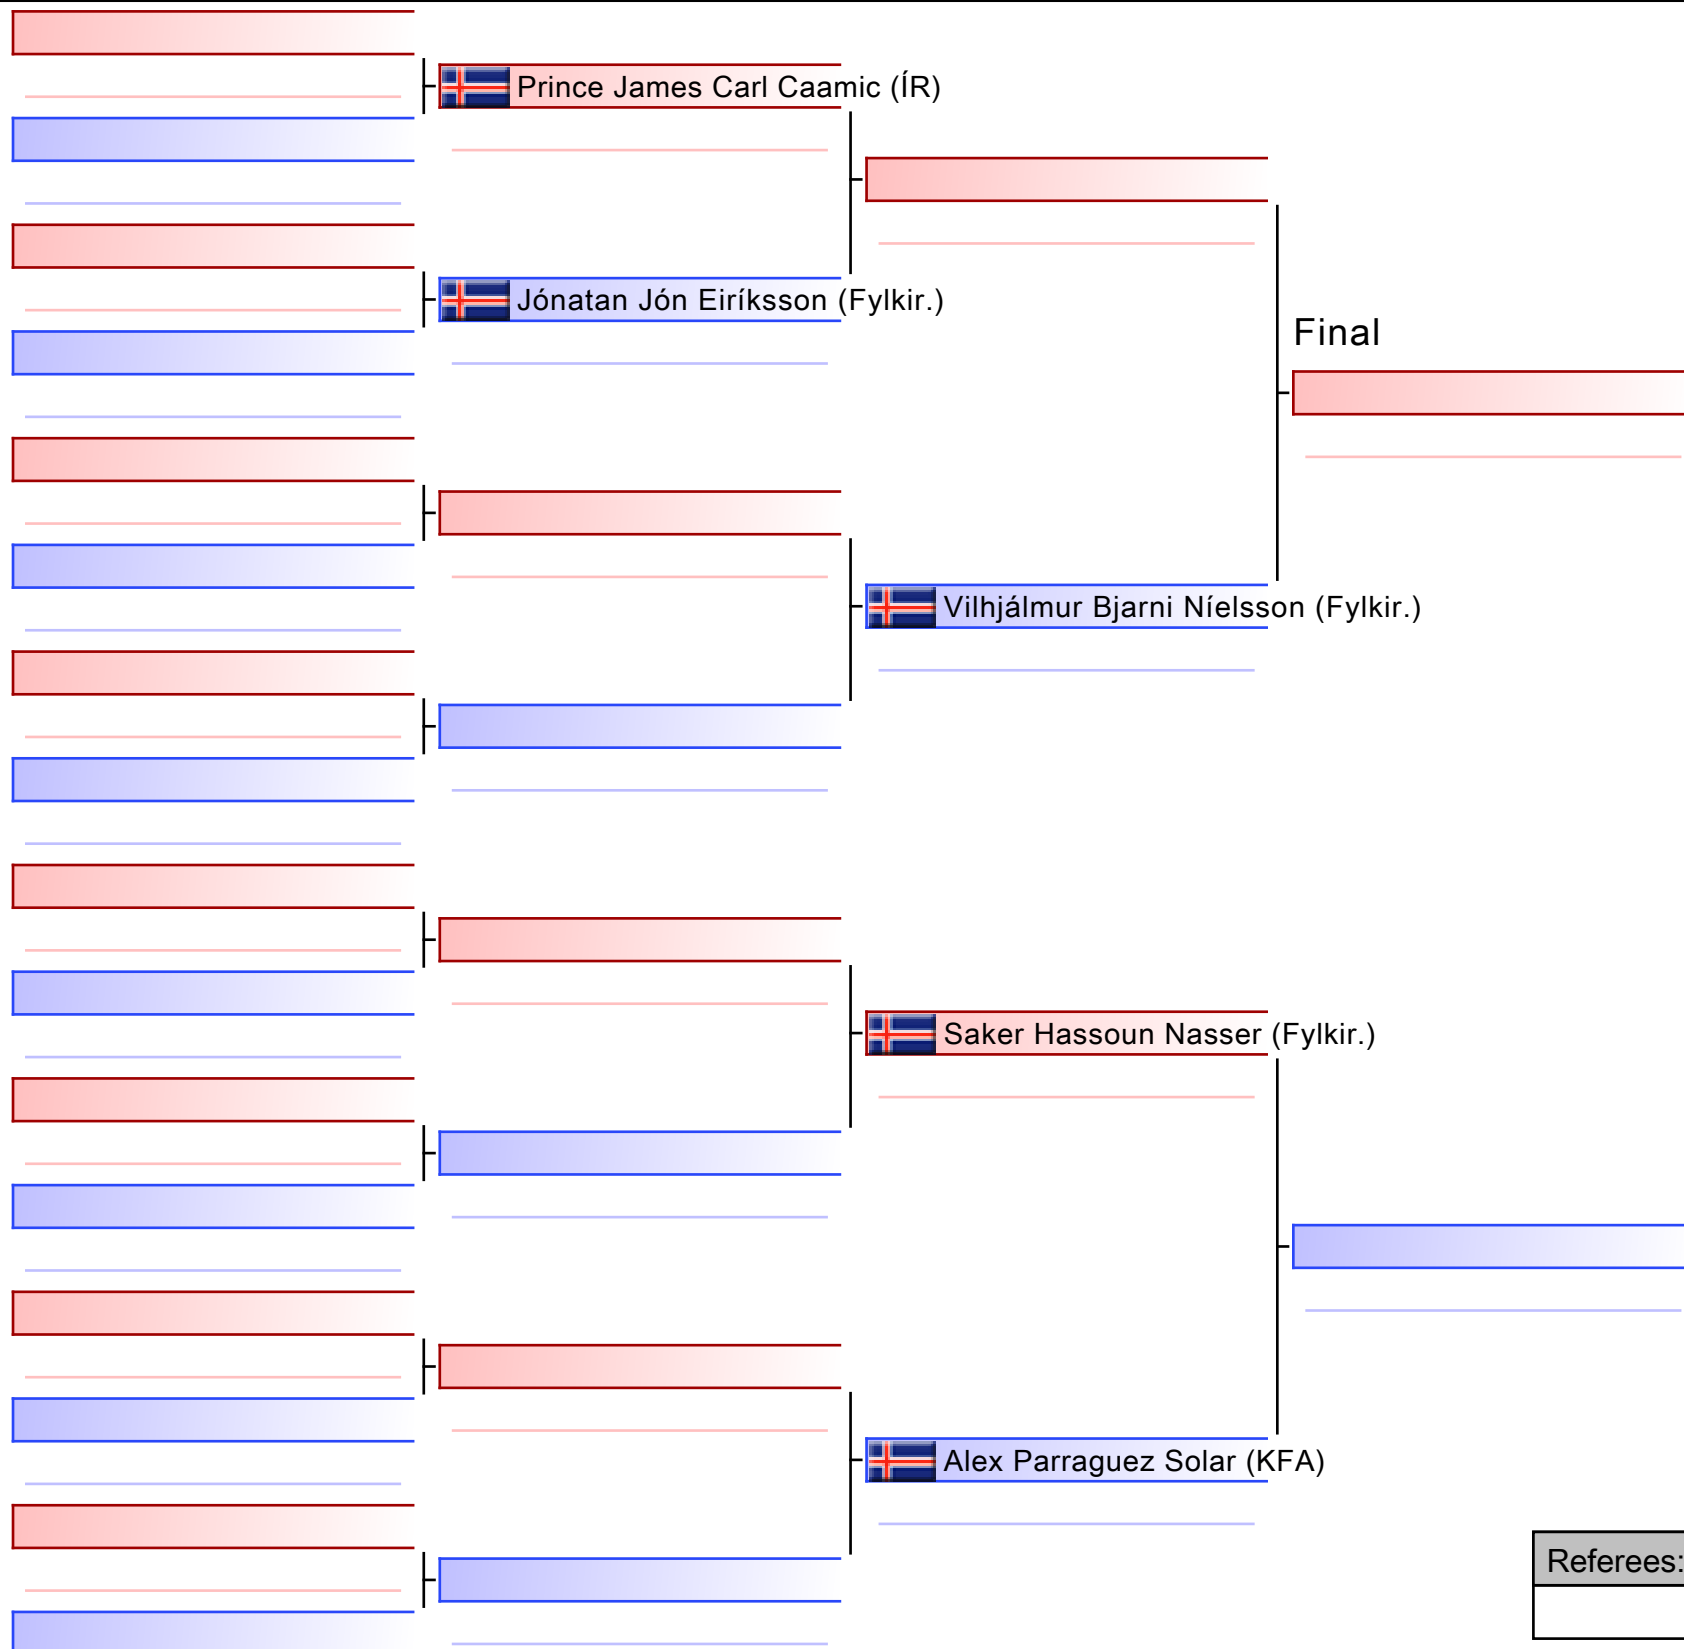 Prince James Carl Caamic (ÍR)
Jónatan Jón Eiríksson (Fylkir.)
Final
Vilhjálmur Bjarni Níelsson (Fylkir.)
Saker Hassoun Nasser (Fylkir.)
Alex Parraguez Solar (KFA)
Referees: